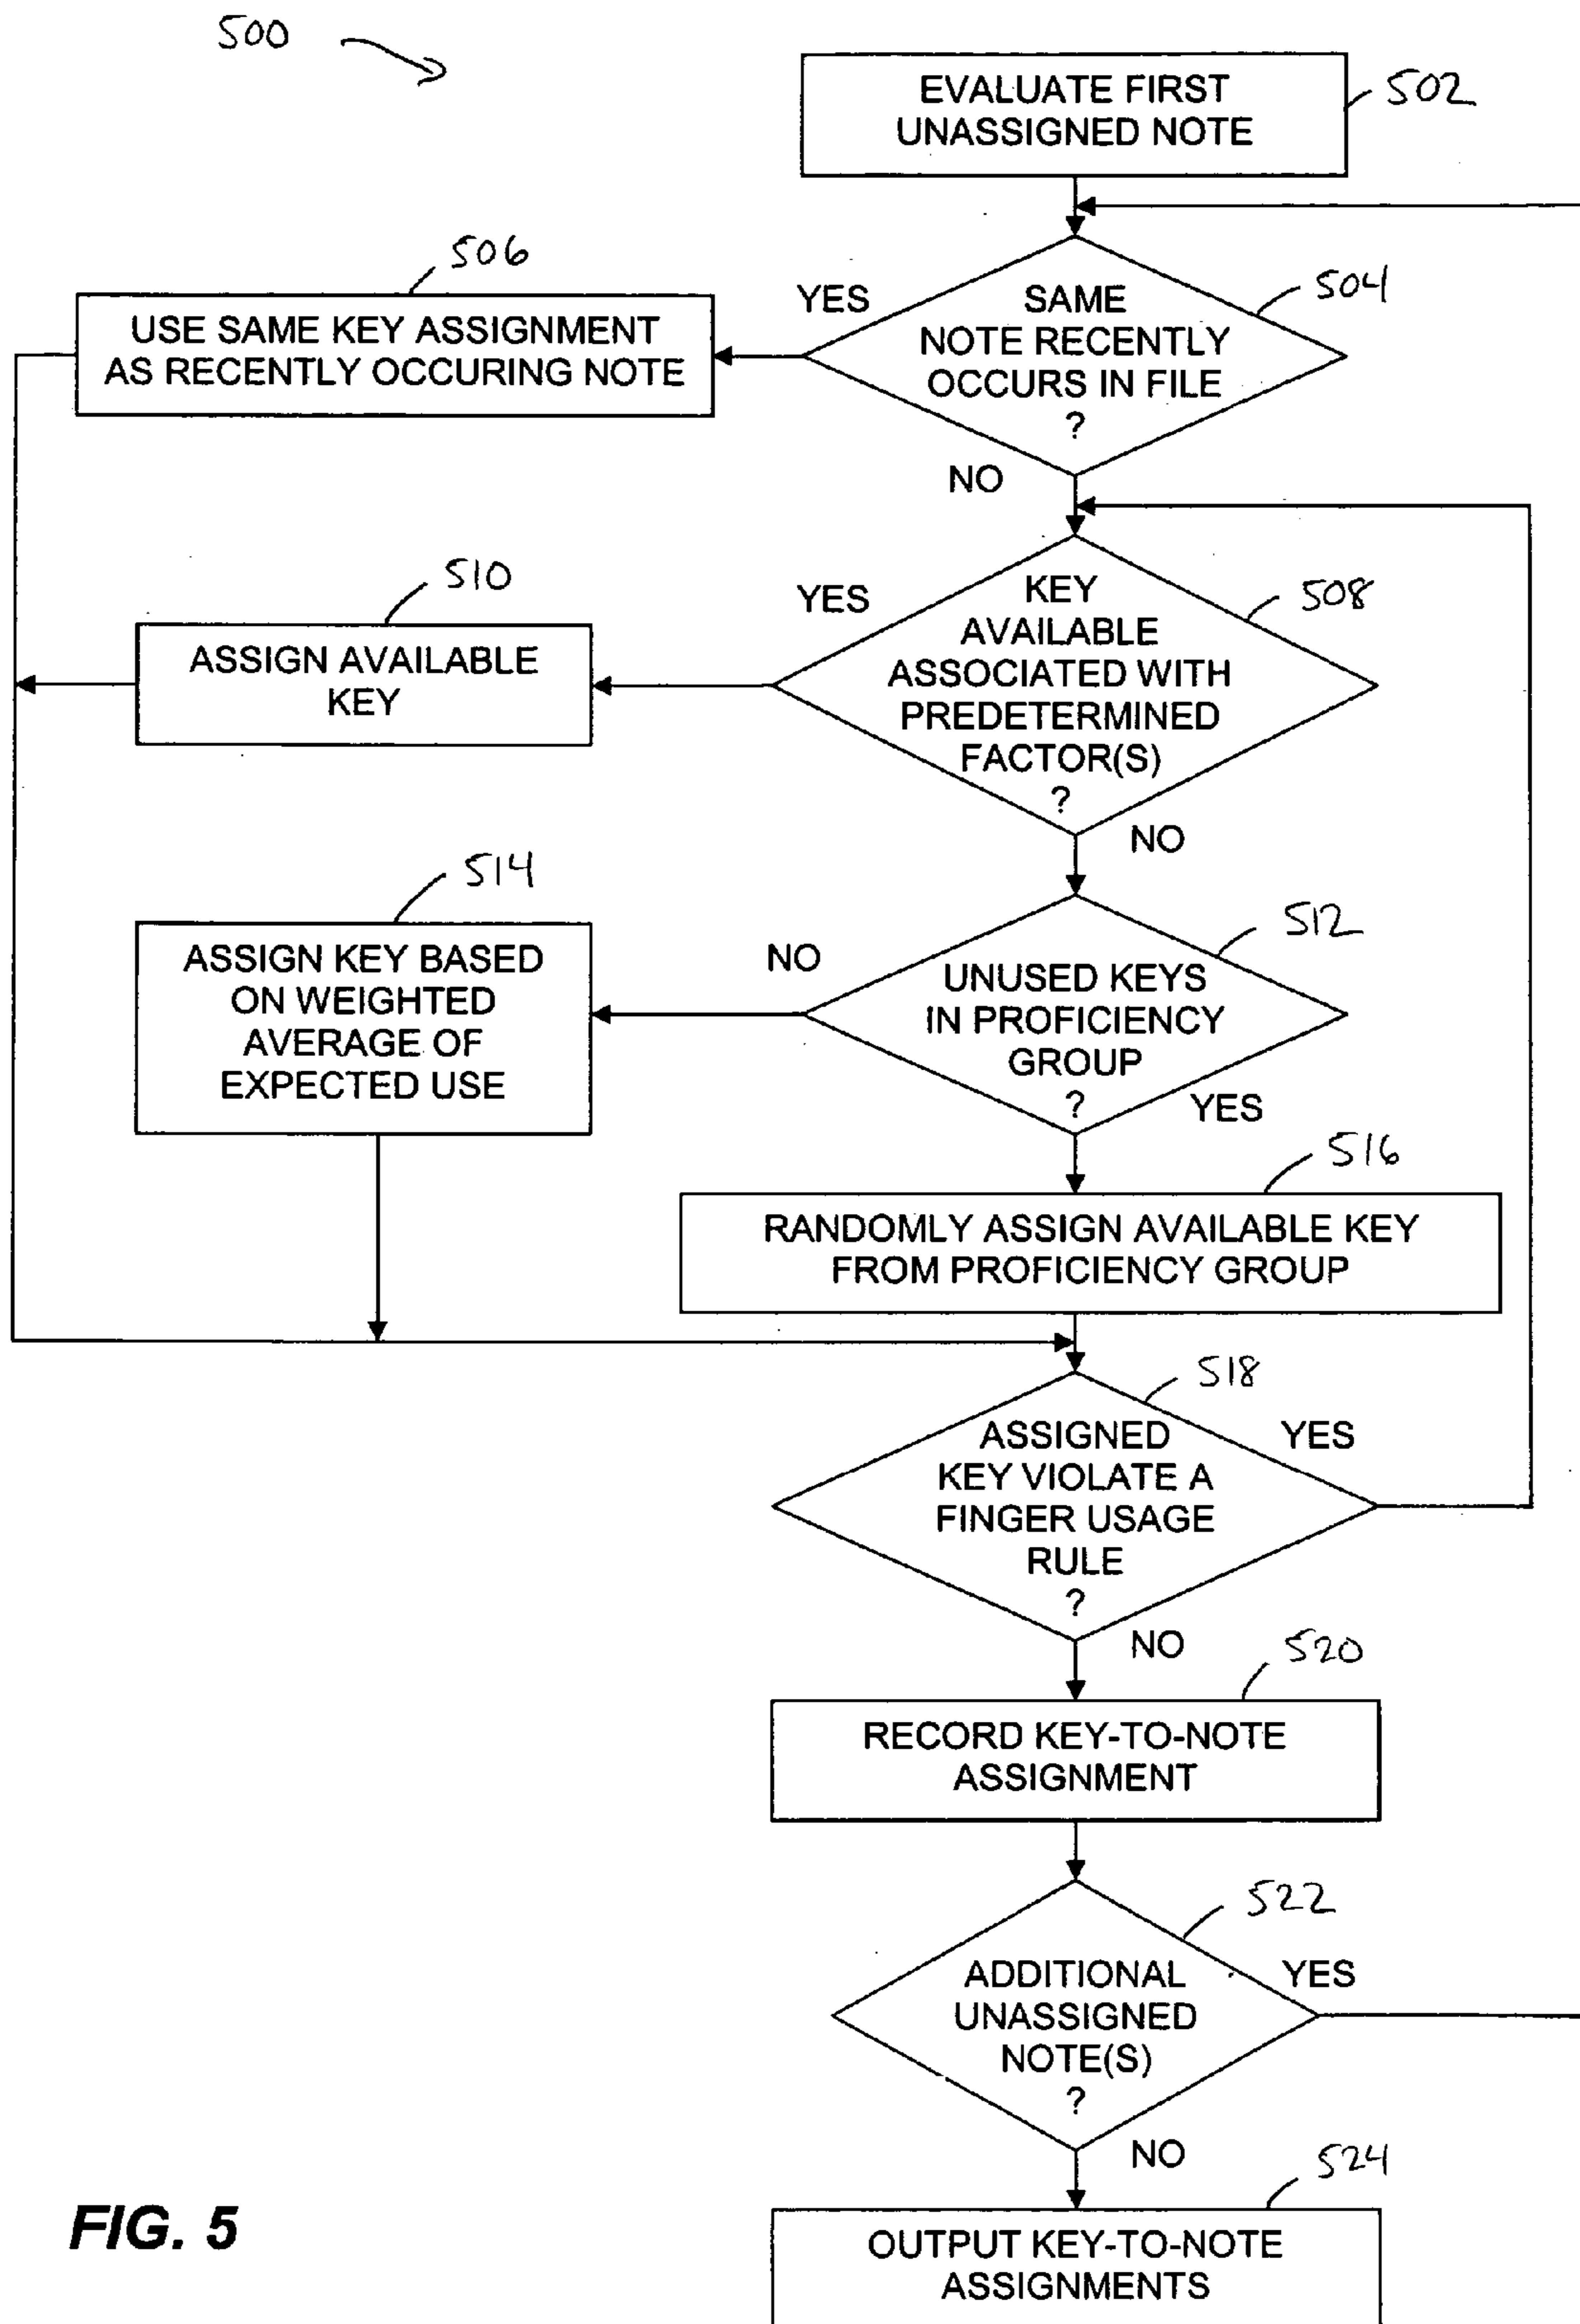 500
EVALUATE FIRST
UNASSIGNED NOTE
502
506
USE SAME KEY ASSIGNMENT
AS RECENTLY OCCURING NOTE
YES
SAME
NOTE RECENTLY
OCCURS IN FILE
?
504
NO
510
ASSIGN AVAILABLE
KEY
YES
KEY
AVAILABLE
ASSOCIATED WITH
PREDETERMINED
FACTOR(S)
?
508
NO
514
ASSIGN KEY BASED
ON WEIGHTED
AVERAGE OF
EXPECTED USE
NO
UNUSED KEYS
IN PROFICIENCY
GROUP
?
512
YES
516
RANDOMLY ASSIGN AVAILABLE KEY
FROM PROFICIENCY GROUP
518
ASSIGNED
KEY VIOLATE A
FINGER USAGE
RULE
?
YES
NO
520
RECORD KEY-TO-NOTE
ASSIGNMENT
522
ADDITIONAL
UNASSIGNED
NOTE(S)
?
YES
NO
524
OUTPUT KEY-TO-NOTE
ASSIGNMENTS
FIG. 5